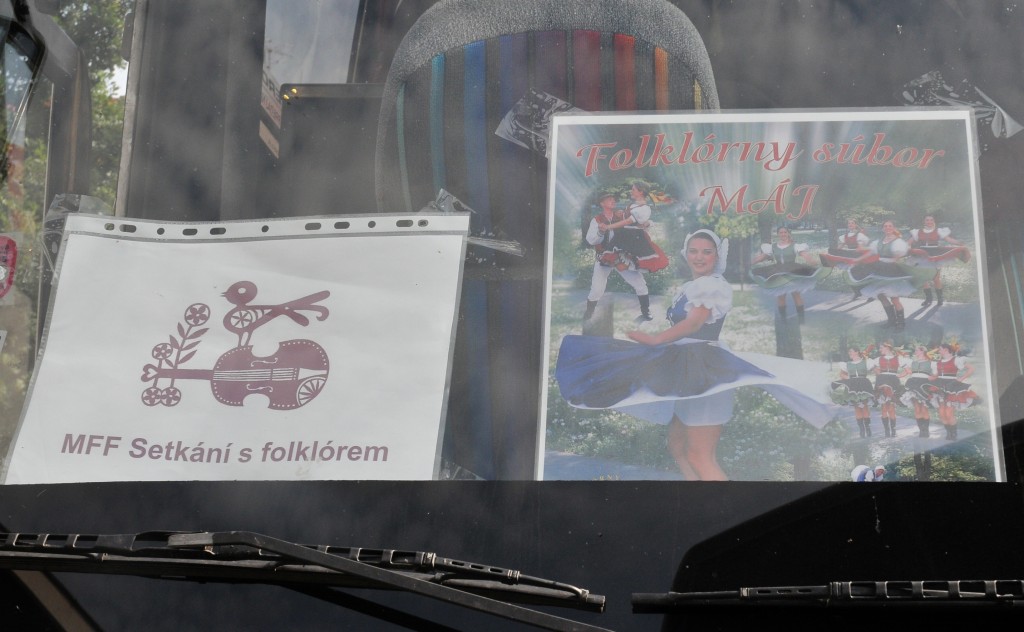 MFF Setkání s folklórem
Folklórny súbor
MÁJ